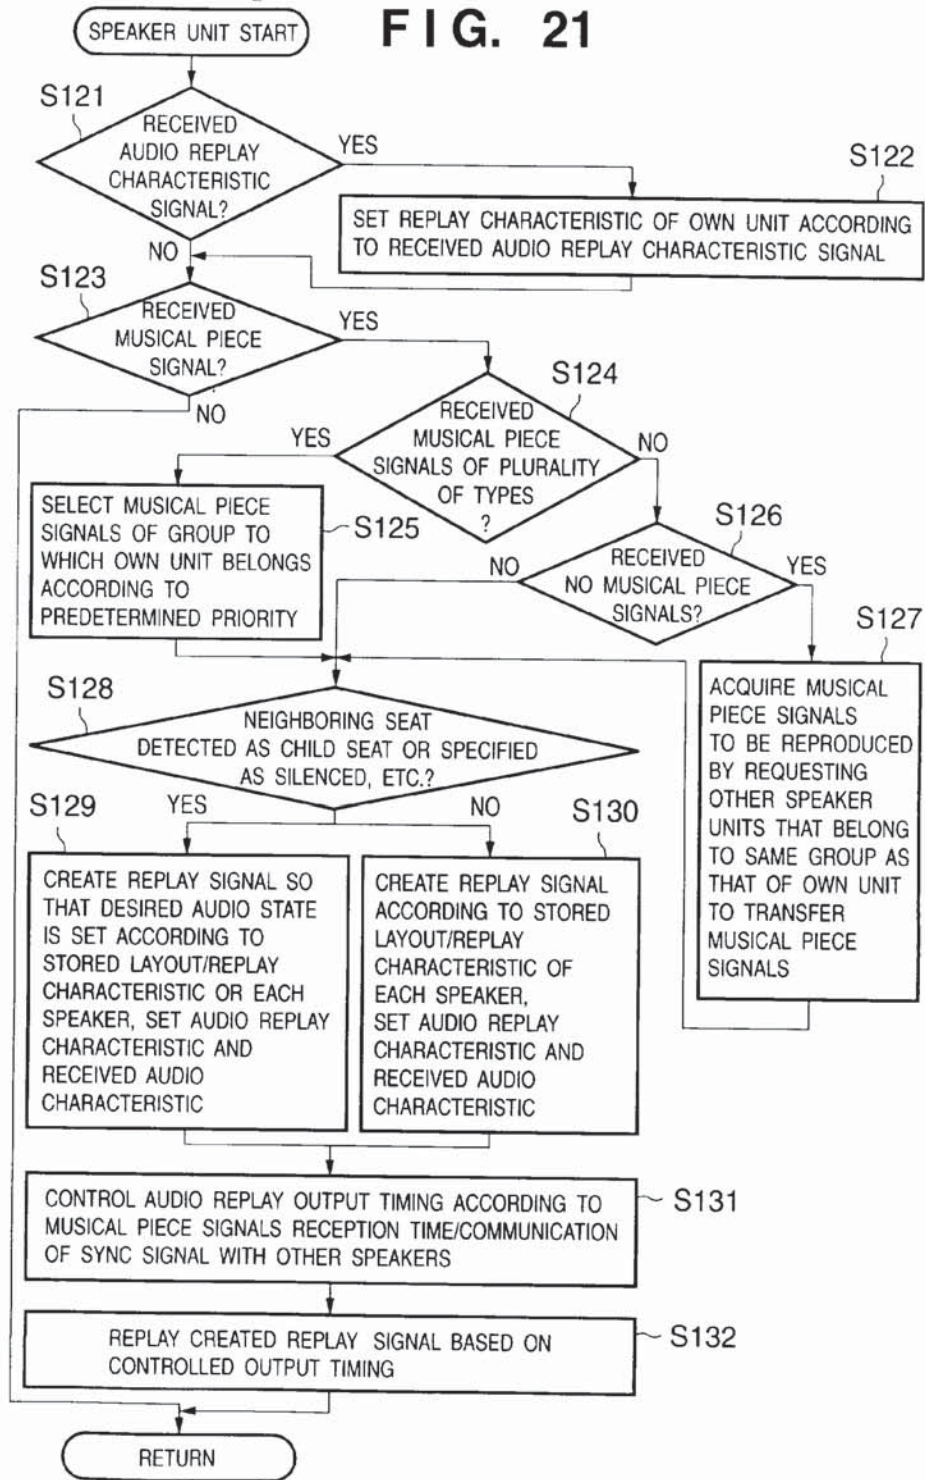 FIG. 21
SPEAKER UNIT START
S121
RECEIVED
AUDIO REPLAY
CHARACTERISTIC
SIGNAL?
YES
NO
S122
SET REPLAY CHARACTERISTIC OF OWN UNIT ACCORDING
TO RECEIVED AUDIO REPLAY CHARACTERISTIC SIGNAL
S123
RECEIVED
MUSICAL PIECE
SIGNAL?
YES
NO
S124
RECEIVED
MUSICAL PIECE
SIGNALS OF PLURALITY
OF TYPES
?
YES
NO
S125
SELECT MUSICAL PIECE
SIGNALS OF GROUP TO
WHICH OWN UNIT BELONGS
ACCORDING TO
PREDETERMINED PRIORITY
S126
RECEIVED
NO MUSICAL PIECE
SIGNALS?
NO
YES
S127
ACQUIRE MUSICAL
PIECE SIGNALS
TO BE REPRODUCED
BY REQUESTING
OTHER SPEAKER
UNITS THAT BELONG
TO SAME GROUP AS
THAT OF OWN UNIT
TO TRANSFER
MUSICAL PIECE
SIGNALS
S128
NEIGHBORING SEAT
DETECTED AS CHILD SEAT OR SPECIFIED
AS SILENCED, ETC.?
YES
NO
S129
CREATE REPLAY SIGNAL SO
THAT DESIRED AUDIO STATE
IS SET ACCORDING TO
STORED LAYOUT/REPLAY
CHARACTERISTIC OR EACH
SPEAKER, SET AUDIO REPLAY
CHARACTERISTIC AND
RECEIVED AUDIO
CHARACTERISTIC
S130
CREATE REPLAY SIGNAL
ACCORDING TO STORED
LAYOUT/REPLAY
CHARACTERISTIC OF
EACH SPEAKER,
SET AUDIO REPLAY
CHARACTERISTIC AND
RECEIVED AUDIO
CHARACTERISTIC
S131
CONTROL AUDIO REPLAY OUTPUT TIMING ACCORDING TO
MUSICAL PIECE SIGNALS RECEPTION TIME/COMMUNICATION
OF SYNC SIGNAL WITH OTHER SPEAKERS
S132
REPLAY CREATED REPLAY SIGNAL BASED ON
CONTROLLED OUTPUT TIMING
RETURN